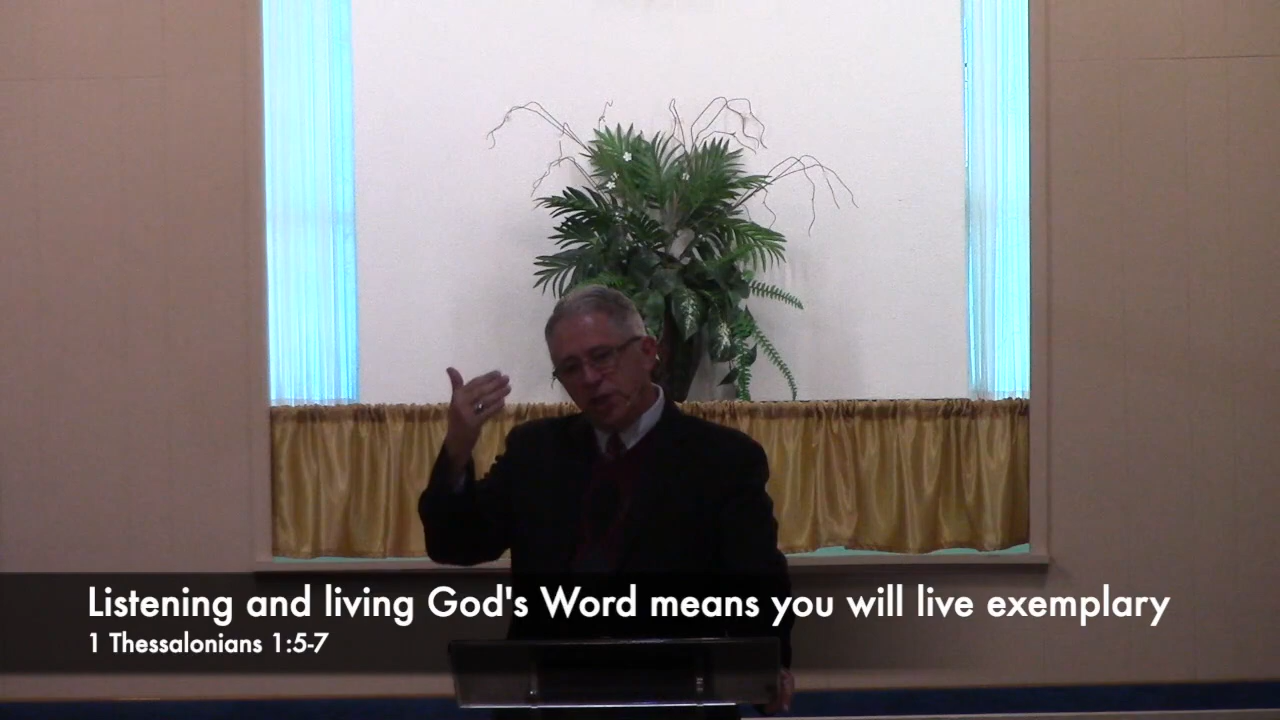 Listening and living God's Word means you will live exemplary
1 Thessalonians 1:5-7